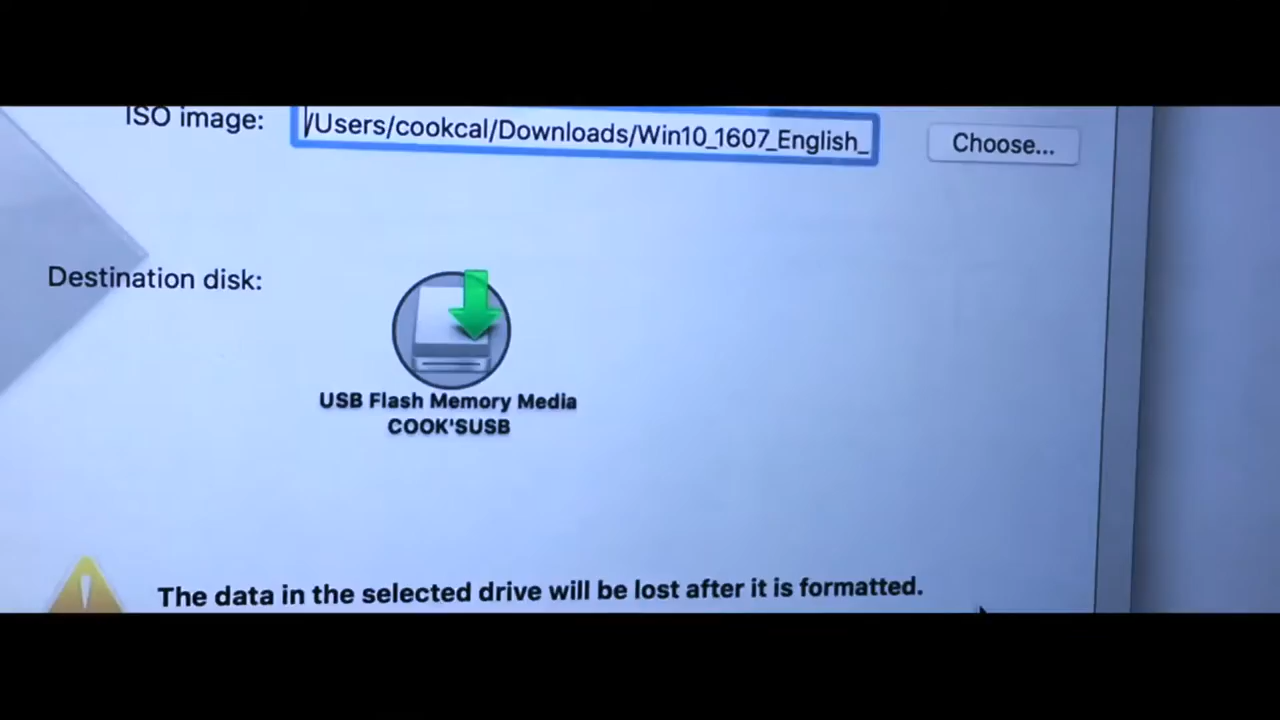 ISO image:
/Users/cookcal/Downloads/Win10_1607_English_
Choose...
Destination disk:
USB Flash Memory Media
COOK'SUSB
The data in the selected drive will be lost after it is formatted.